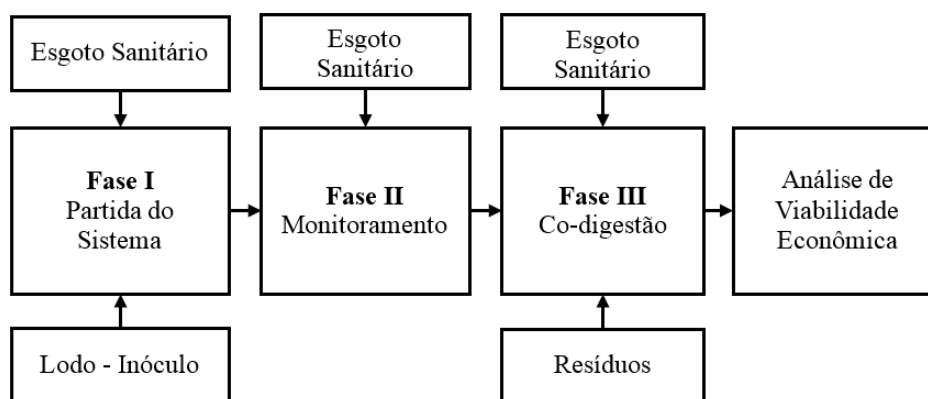 Esgoto Sanitário
Esgoto
Sanitário
Esgoto
Sanitário
Fase I
Partida do
Sistema
Fase II
Monitoramento
Fase III
Co-digestão
Análise de
Viabilidade
Econômica
Lodo - Inóculo
Resíduos